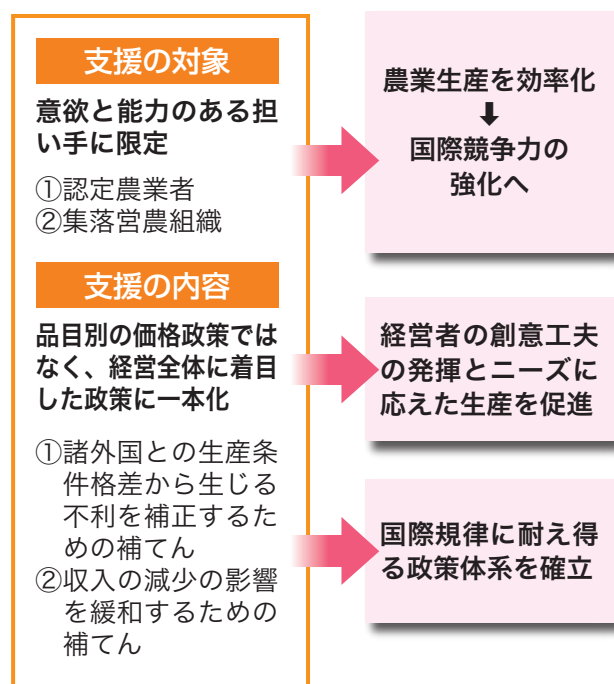 支援の対象
意欲と能力のある担
い手に限定
①認定農業者
②集落営農組織
支援の内容
品目別の価格政策では
なく、経営全体に着目
した政策に一本化
①諸外国との生産条
件格差から生じる
不利を補正するた
めの補てん
②収入の減少の影響
を緩和するための
補てん
農業生産を効率化
国際競争力の
強化へ
経営者の創意工夫
の発揮とニーズに
応えた生産を促進
国際規律に耐え得
る政策体系を確立